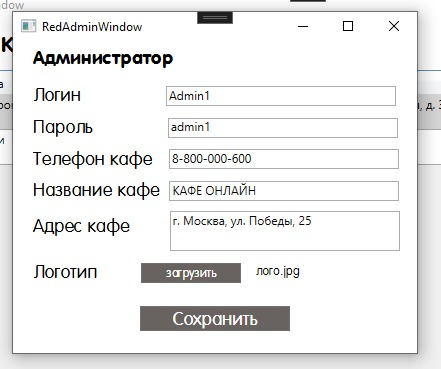 RedAdminWindow
Администратор
Логин Admin1
Пароль admin1
Телефон кафе 8-800-000-600
Название кафе КАФЕ ОНЛАЙН
Адрес кафе г. Москва, ул. Победы, 25
Логотип загрузить лого.jpg
Сохранить